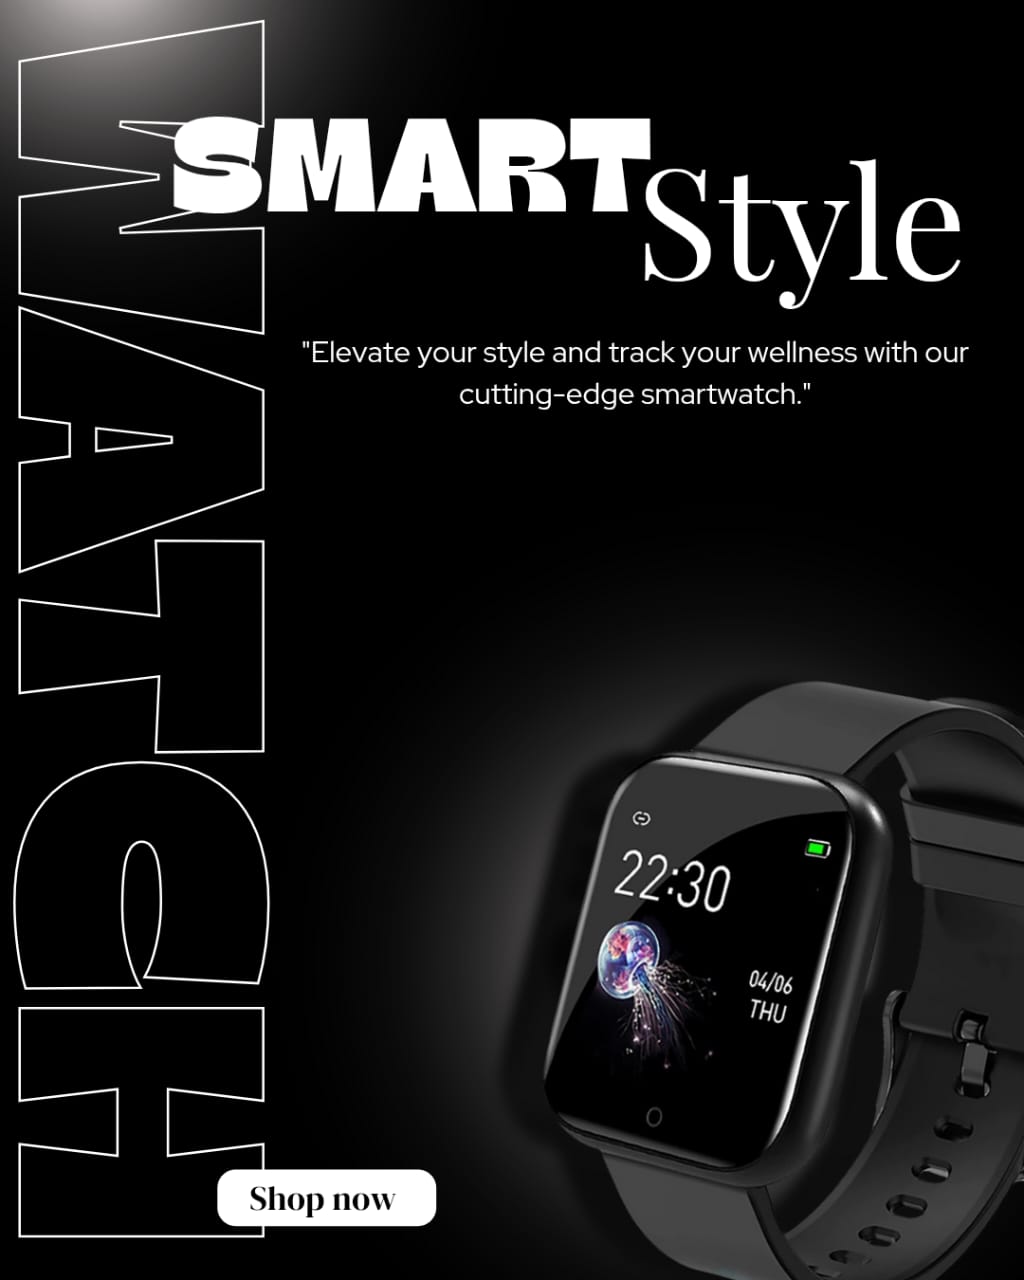 WATCH
SMART
Style
"Elevate your style and track your wellness with our
cutting-edge smartwatch."
22:30
04/06
THU
Shop now